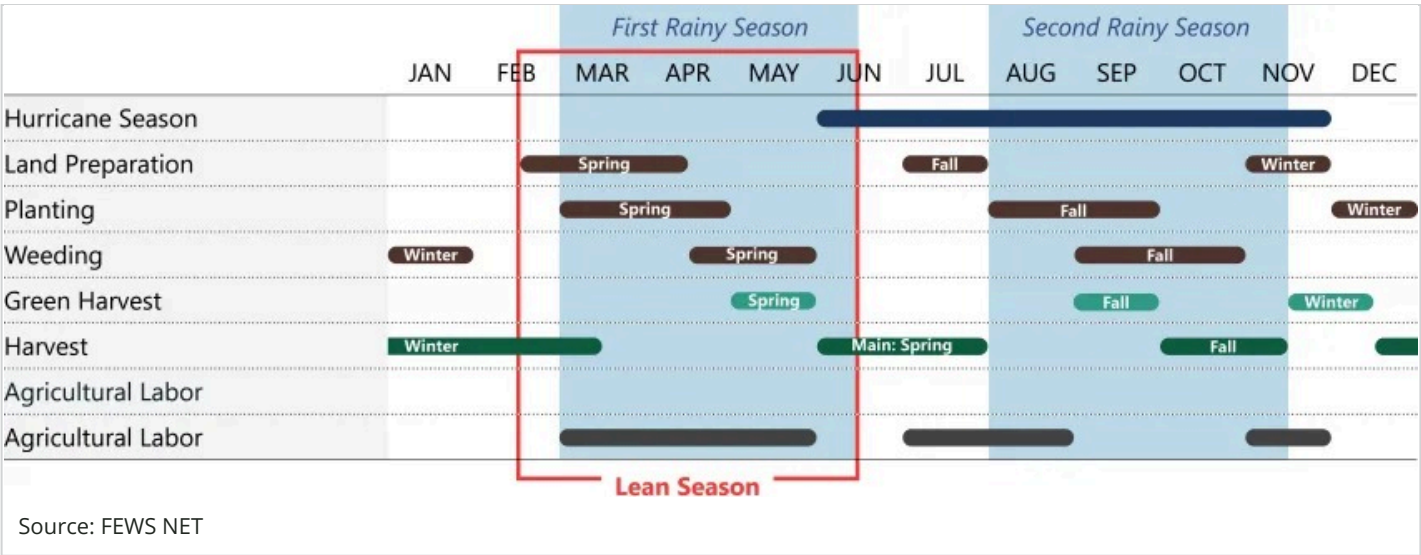 First Rainy Season Second Rainy Season
JAN FEB MAR APR MAY JUN JUL AUG SEP OCT NOV DEC
Hurricane Season
Land Preparation Spring Fall Winter
Planting Spring Fall Winter
Weeding Winter Spring Fall
Green Harvest Spring Fall Winter
Harvest Winter Main: Spring Fall
Agricultural Labor
Agricultural Labor
Lean Season
Source: FEWS NET